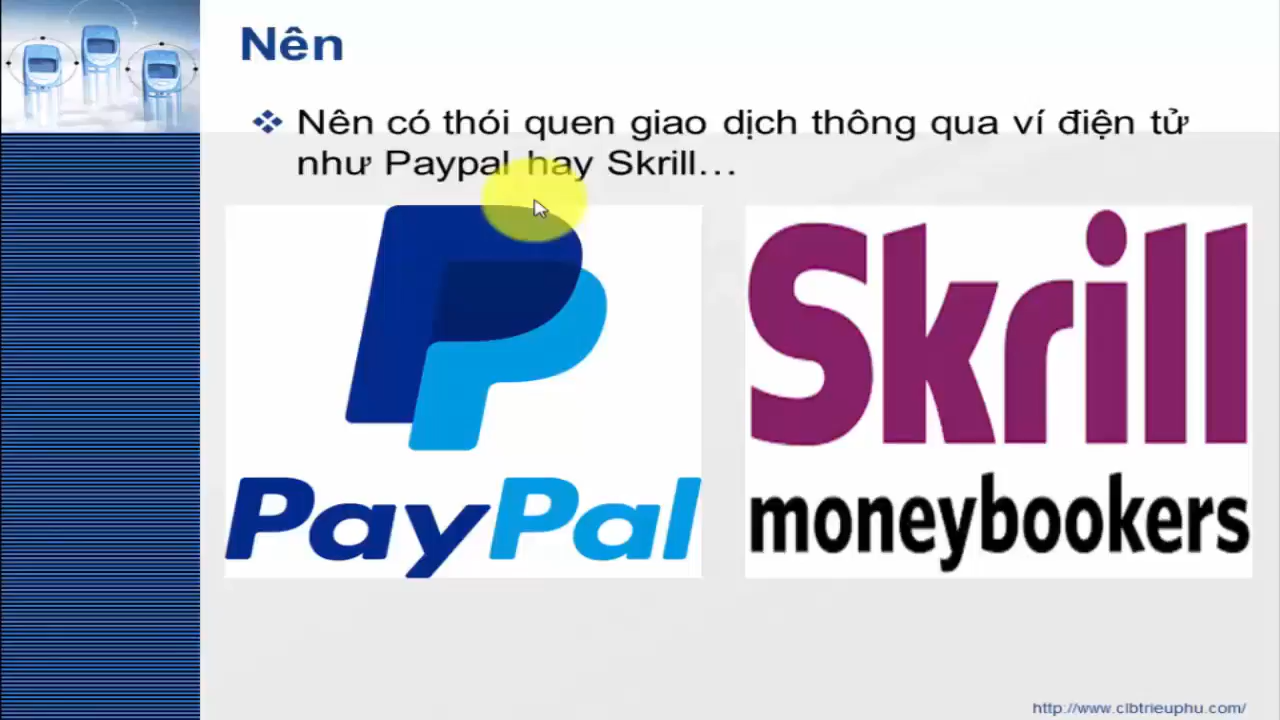 Nên
Nên có thói quen giao dịch thông qua ví điện tử
như Paypal hay Skrill...
PayPal
Skrill
moneybookers
http://www.clbtrieuphu.com/